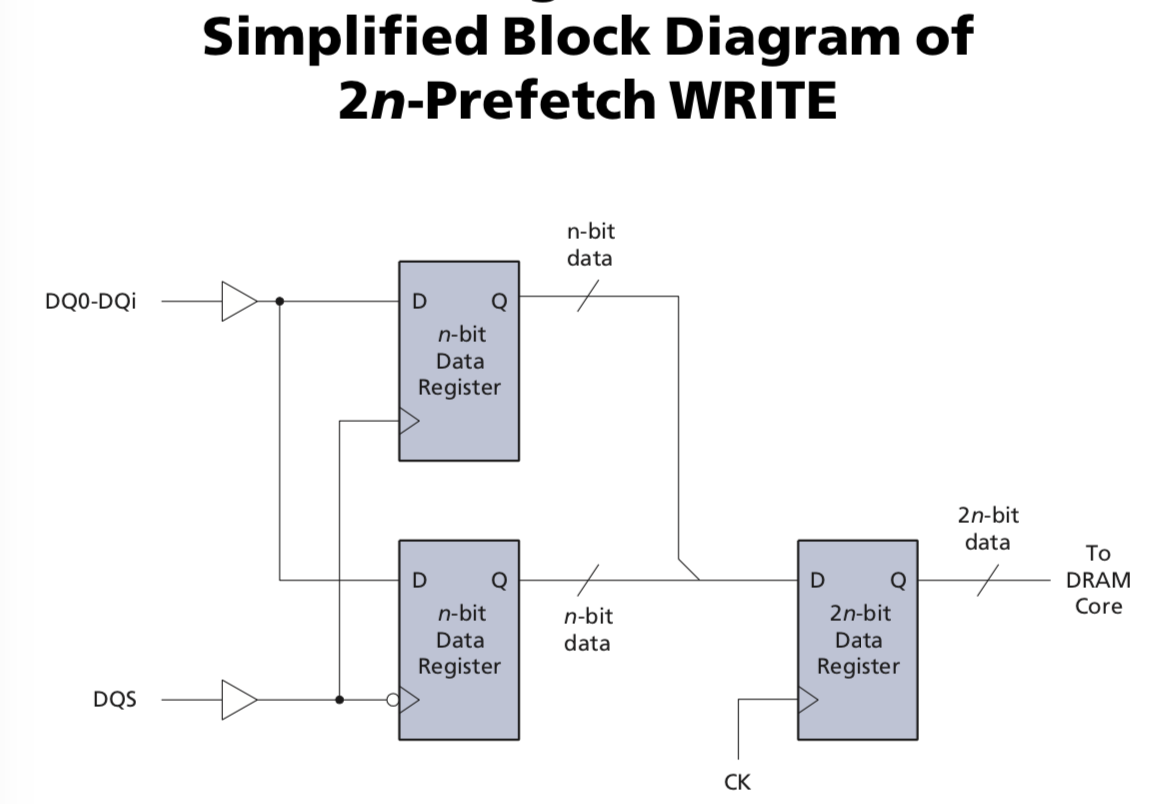 Simplified Block Diagram of
2n-Prefetch WRITE
n-bit
data
DQ0-DQi
D Q
n-bit
Data
Register
D Q
n-bit
Data
Register
n-bit
data
DQS
D Q
2n-bit
Data
Register
CK
2n-bit
data
To
DRAM
Core